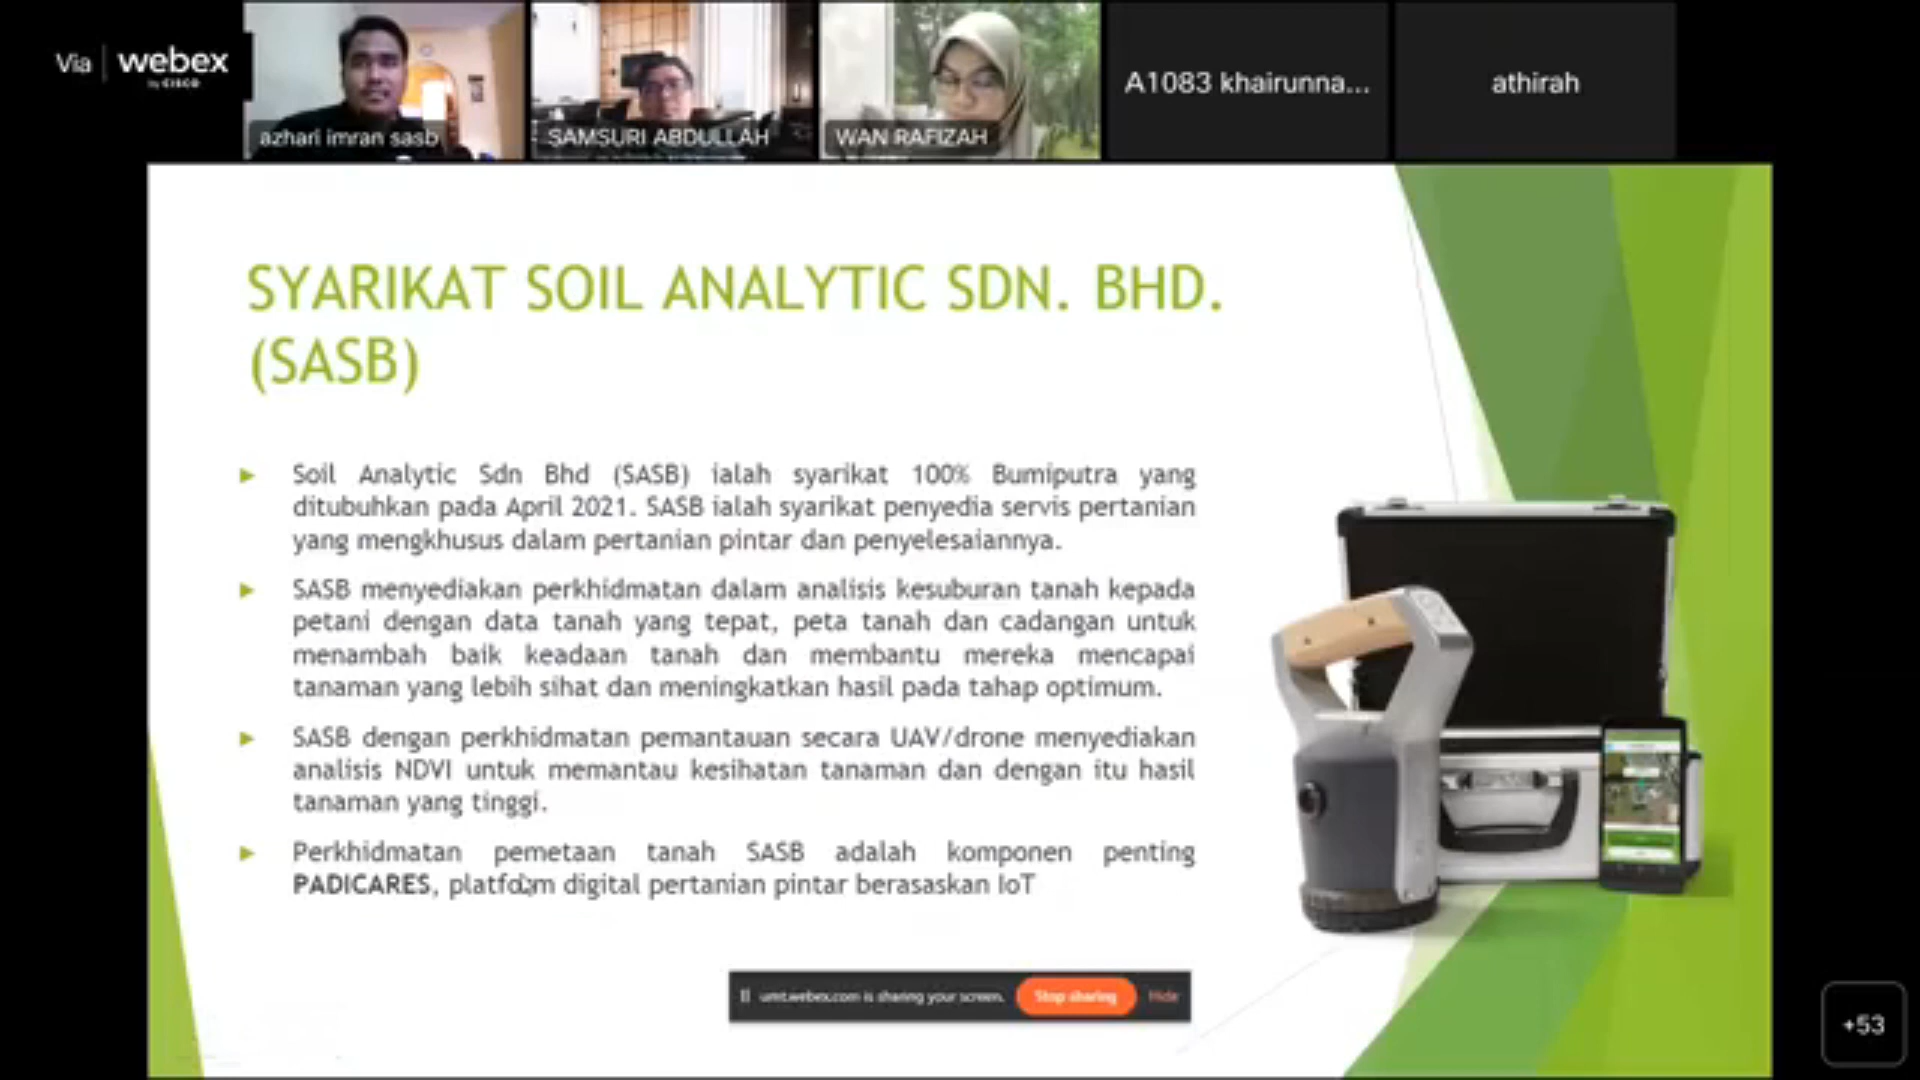 Via webex
by CISCO
azhari imran sasb
SAMSURI ABDULLAH
WAN RAFIZAH
A1083 khairunna...
athirah
SYARIKAT SOIL ANALYTIC SDN. BHD.
(SASB)
Soil Analytic Sdn Bhd (SASB) ialah syarikat 100% Bumiputra yang
ditubuhkan pada April 2021. SASB ialah syarikat penyedia servis pertanian
yang mengkhusus dalam pertanian pintar dan penyelesaiannya.
SASB menyediakan perkhidmatan dalam analisis kesuburan tanah kepada
petani dengan data tanah yang tepat, peta tanah dan cadangan untuk
menambah baik keadaan tanah dan membantu mereka mencapai
tanaman yang lebih sihat dan meningkatkan hasil pada tahap optimum.
SASB dengan perkhidmatan pemantauan secara UAV/drone menyediakan
analisis NDVI untuk memantau kesihatan tanaman dan dengan itu hasil
tanaman yang tinggi.
Perkhidmatan pemetaan tanah SASB adalah komponen penting
PADICARES, platform digital pertanian pintar berasaskan IoT
umt.webex.com is sharing your screen. Stop sharing Hide
+53